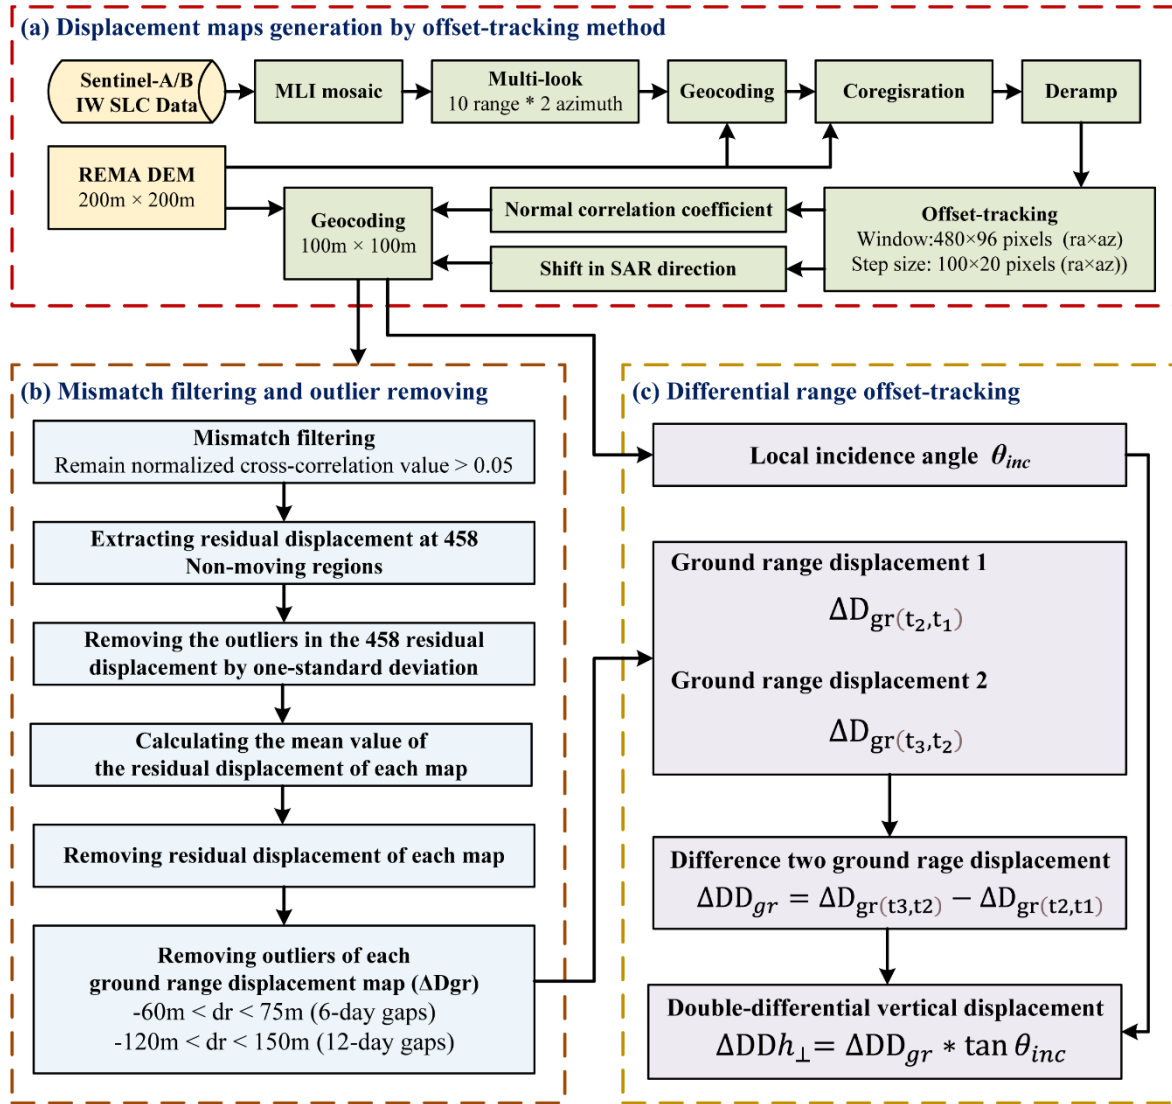 (a) Displacement maps generation by offset-tracking method
Sentinel-A/B
IW SLC Data
MLI mosaic
Multi-look
10 range * 2 azimuth
Geocoding
Coregisration
Deramp
REMA DEM
200m × 200m
Geocoding
100m × 100m
Normal correlation coefficient
Shift in SAR direction
Offset-tracking
Window:480×96 pixels (ra×az)
Step size: 100×20 pixels (ra×az))
(b) Mismatch filtering and outlier removing
Mismatch filtering
Remain normalized cross-correlation value > 0.05
Extracting residual displacement at 458
Non-moving regions
Removing the outliers in the 458 residual
displacement by one-standard deviation
Calculating the mean value of
the residual displacement of each map
Removing residual displacement of each map
Removing outliers of each
ground range displacement map (ΔDgr)
-60m < dr < 75m (6-day gaps)
-120m < dr < 150m (12-day gaps)
(c) Differential range offset-tracking
Local incidence angle θinc
Ground range displacement 1
ΔDgr(t2,t1)
Ground range displacement 2
ΔDgr(t3,t2)
Difference two ground rage displacement
ΔDDgr = ΔDgr(t3,t2) − ΔDgr(t2,t1)
Double-differential vertical displacement
ΔDDh⊥= ΔDDgr * tan θinc